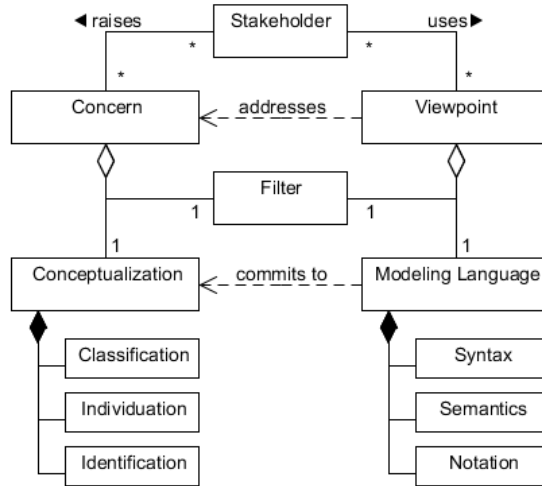 ◄ raises
Stakeholder
uses►
*
*
*
*
Concern
addresses
Viewpoint
Filter
1
1
1
1
Conceptualization
commits to
Modeling Language
Classification
Syntax
Individuation
Semantics
Identification
Notation